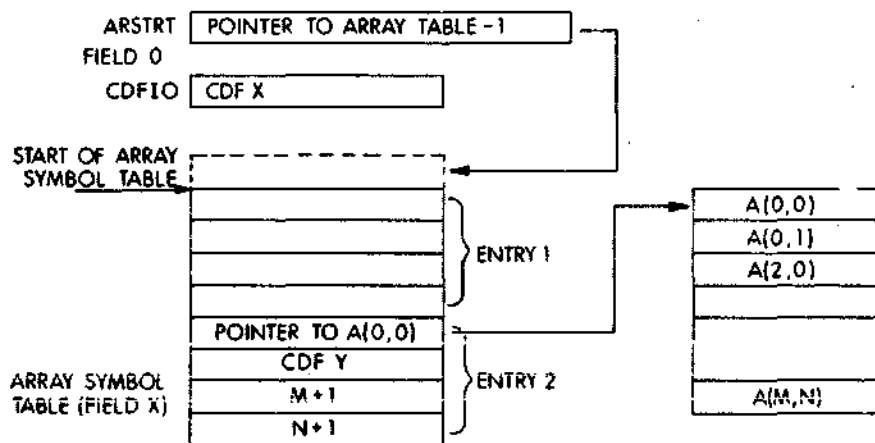 ARSTRT POINTER TO ARRAY TABLE-1
FIELD 0
CDFIO CDF X
START OF ARRAY
SYMBOL TABLE
ENTRY 1
A(0,0)
A(0,1)
A(2,0)
POINTER TO A(0,0)
CDF Y
ENTRY 2
M+1
N+1
ARRAY SYMBOL
TABLE (FIELD X)
A(M,N)